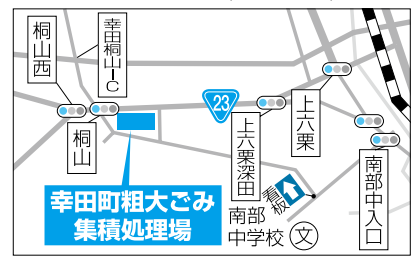 桐山西
幸田桐山IC
桐山
23
上六栗深田
上六栗
南部中入口
看板
南部
中学校
文
幸田町粗大ごみ
集積処理場